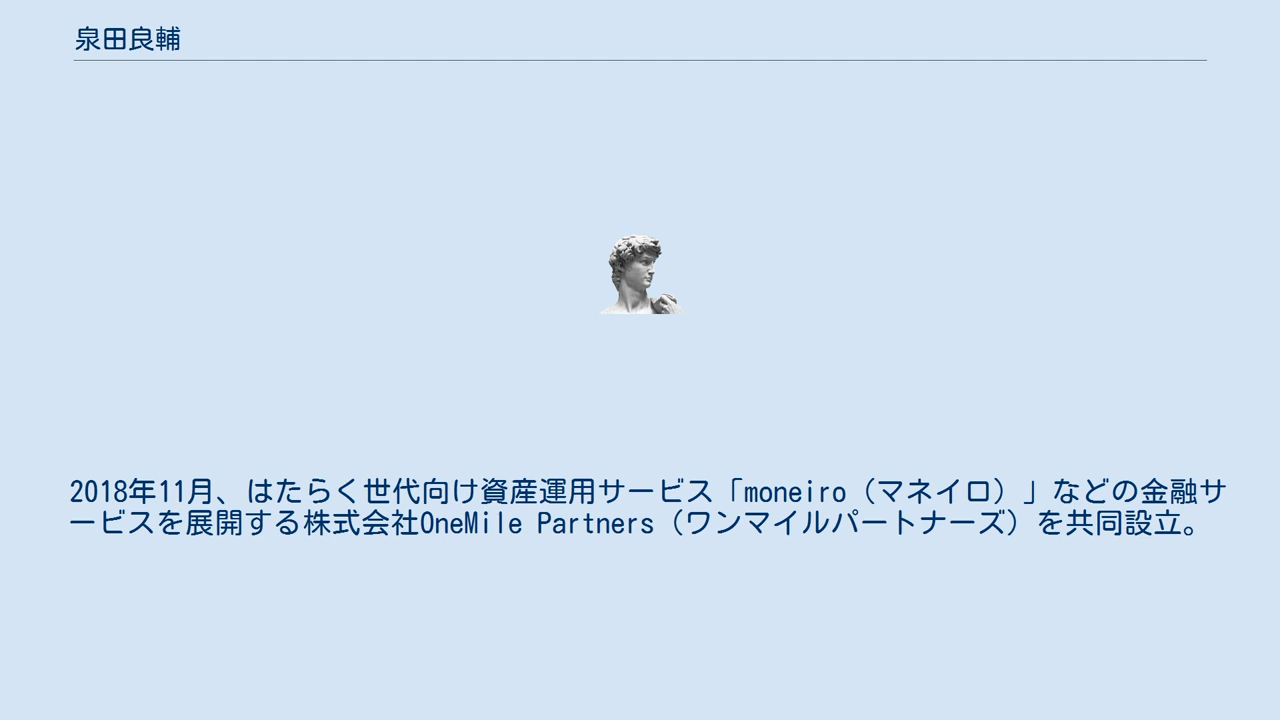 泉田良輔
2018年11月、はたらく世代向け資産運用サービス「moneiro（マネイロ）」などの金融サ
ービスを展開する株式会社OneMile Partners（ワンマイルパートナーズ）を共同設立。